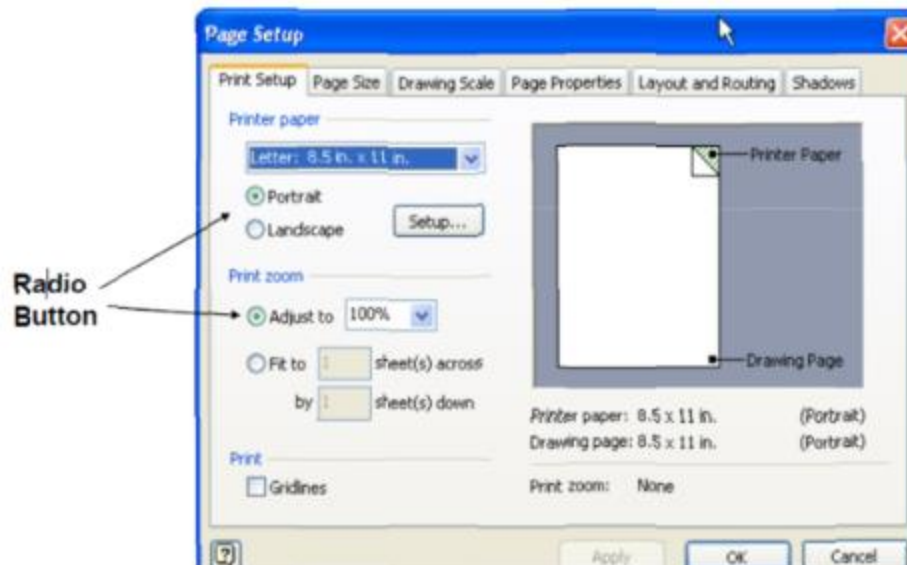 Page Setup
Print Setup Page Size Drawing Scale Page Properties Layout and Routing Shadows
Printer paper
Letter: 8.5 in. x 11 in.
Portrait
Landscape
Setup...
Print zoom
Adjust to 100%
Fit to 1 sheet(s) across
by 1 sheet(s) down
Print
Gridlines
Printer Paper
Drawing Page
Printer paper: 8.5 x 11 in. (Portrait)
Drawing page: 8.5 x 11 in. (Portrait)
Print zoom: None
?
Apply OK Cancel
Radio
Button